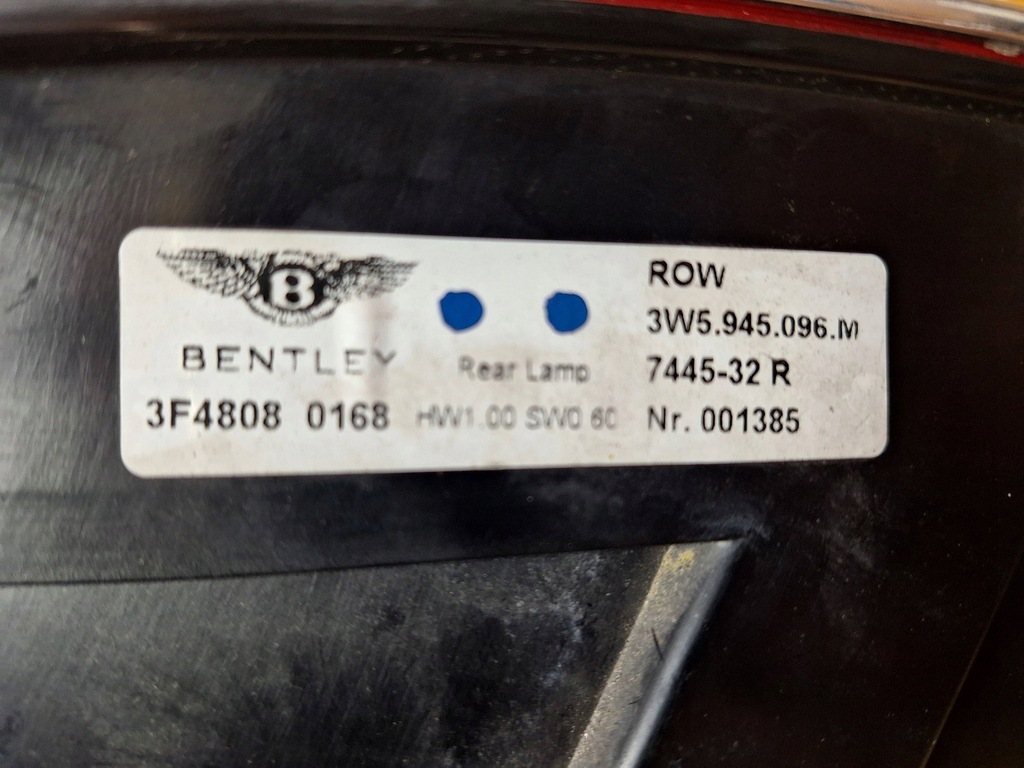 B
BENTLEY
3F4808 0168
Rear Lamp
HW1.00 SW0.60
ROW
3W5.945.096.M
7445-32 R
Nr. 001385